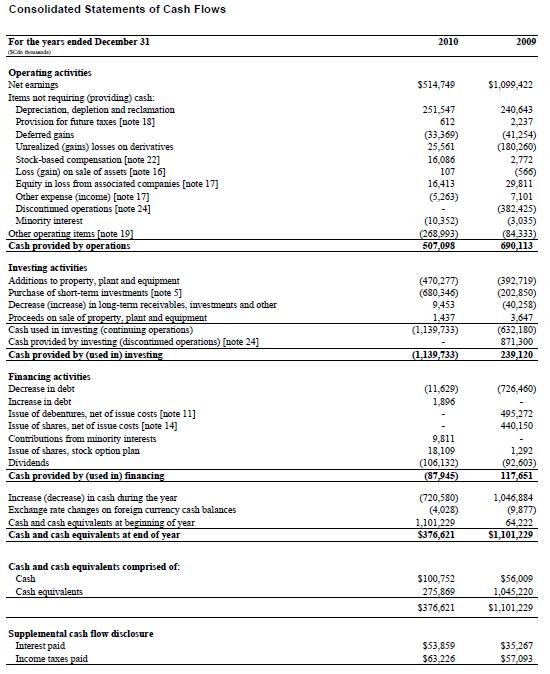 Consolidated Statements of Cash Flows
For the years ended December 31 2010 2009
($Cdn thousands)
Operating activities
Net earnings $514,749 $1,099,422
Items not requiring (providing) cash:
Depreciation, depletion and reclamation 251,547 240,643
Provision for future taxes [note 18] 612 2,237
Deferred gains (33,369) (41,254)
Unrealized (gains) losses on derivatives 25,561 (180,260)
Stock-based compensation [note 22] 16,086 2,772
Loss (gain) on sale of assets [note 16] 107 (566)
Equity in loss from associated companies [note 17] 16,413 29,811
Other expense (income) [note 17] (5,263) 7,101
Discontinued operations [note 24] - (382,425)
Minority interest (10,352) (3,035)
Other operating items [note 19] (268,993) (84,333)
Cash provided by operations 507,098 690,113
Investing activities
Additions to property, plant and equipment (470,277) (392,719)
Purchase of short-term investments [note 5] (680,346) (202,850)
Decrease (increase) in long-term receivables, investments and other 9,453 (40,258)
Proceeds on sale of property, plant and equipment 1,437 3,647
Cash used in investing (continuing operations) (1,139,733) (632,180)
Cash provided by investing (discontinued operations) [note 24] - 871,300
Cash provided by (used in) investing (1,139,733) 239,120
Financing activities
Decrease in debt (11,629) (726,460)
Increase in debt 1,896 -
Issue of debentures, net of issue costs [note 11] - 495,272
Issue of shares, net of issue costs [note 14] - 440,150
Contributions from minority interests 9,811 -
Issue of shares, stock option plan 18,109 1,292
Dividends (106,132) (92,603)
Cash provided by (used in) financing (87,945) 117,651
Increase (decrease) in cash during the year (720,580) 1,046,884
Exchange rate changes on foreign currency cash balances (4,028) (9,877)
Cash and cash equivalents at beginning of year 1,101,229 64,222
Cash and cash equivalents at end of year $376,621 $1,101,229
Cash and cash equivalents comprised of:
Cash $100,752 $56,009
Cash equivalents 275,869 1,045,220
$376,621 $1,101,229
Supplemental cash flow disclosure
Interest paid $53,859 $35,267
Income taxes paid $63,226 $57,093